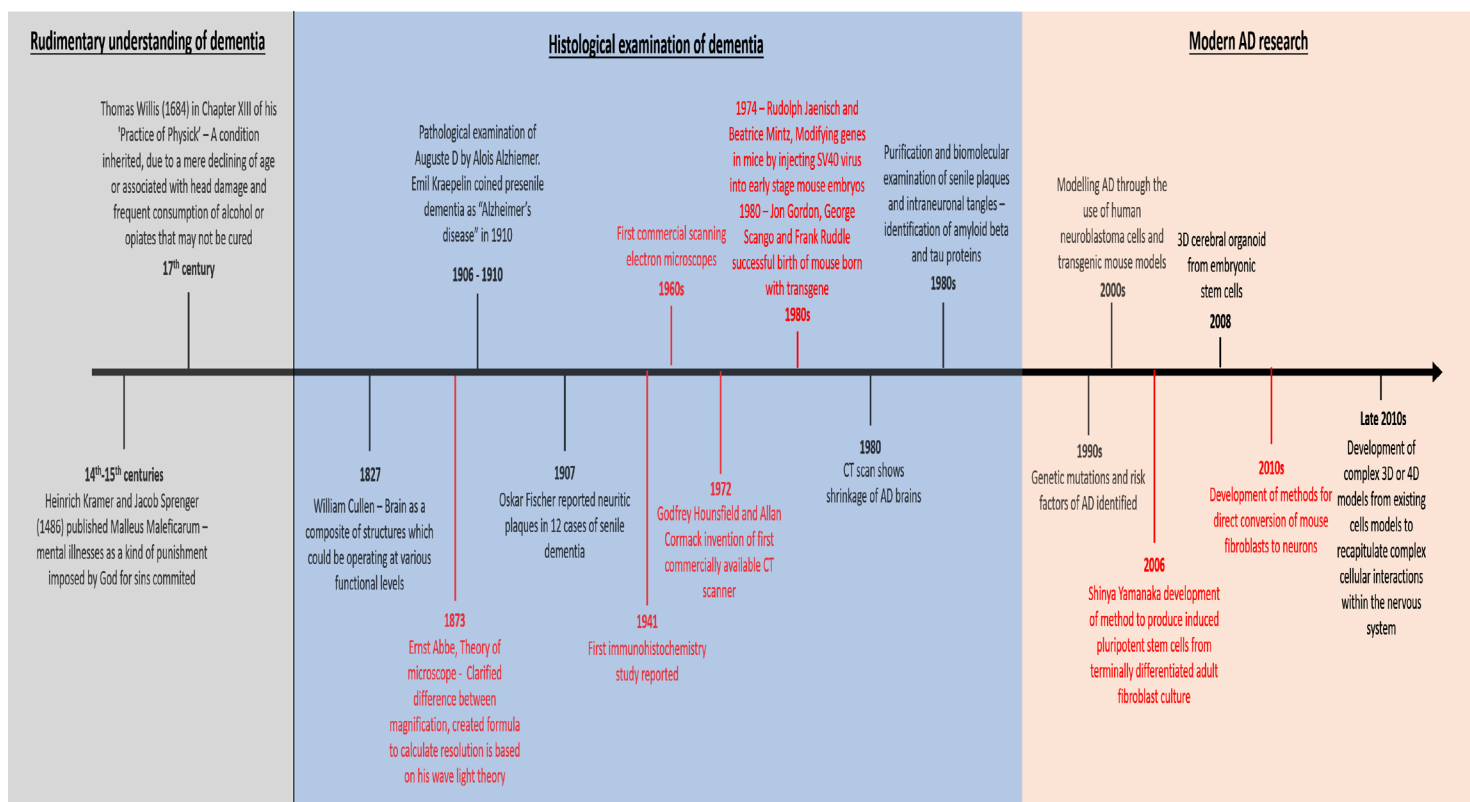 Rudimentary understanding of dementia
Thomas Willis (1684) in Chapter XIII of his
'Practice of Physick' – A condition
inherited, due to a mere declining of age
or associated with head damage and
frequent consumption of alcohol or
opiates that may not be cured
17th century
14th-15th centuries
Heinrich Kramer and Jacob Sprenger
(1486) published Malleus Maleficarum –
mental illnesses as a kind of punishment
imposed by God for sins commited
Histological examination of dementia
Pathological examination of
Auguste D by Alois Alzhiemer.
Emil Kraepelin coined presenile
dementia as “Alzheimer’s
disease” in 1910
1906 - 1910
First commercial scanning
electron microscopes
1960s
1974 – Rudolph Jaenisch and
Beatrice Mintz, Modifying genes
in mice by injecting SV40 virus
into early stage mouse embryos
1980 – Jon Gordon, George
Scango and Frank Ruddle
successful birth of mouse born
with transgene
1980s
Purification and biomolecular
examination of senile plaques
and intraneuronal tangles –
identification of amyloid beta
and tau proteins
1980s
1827
William Cullen – Brain as a
composite of structures which
could be operating at various
functional levels
1873
Ernst Abbe, Theory of
microscope - Clarified
difference between
magnification, created formula
to calculate resolution is based
on his wave light theory
1907
Oskar Fischer reported neuritic
plaques in 12 cases of senile
dementia
1941
First immunohistochemistry
study reported
1972
Godfrey Hounsfield and Allan
Cormack invention of first
commercially available CT
scanner
1980
CT scan shows
shrinkage of AD brains
Modern AD research
Modelling AD through the
use of human
neuroblastoma cells and
transgenic mouse models
2000s
3D cerebral organoid
from embryonic
stem cells
2008
1990s
Genetic mutations and risk
factors of AD identified
2006
Shinya Yamanaka development
of method to produce induced
pluripotent stem cells from
terminally differentiated adult
fibroblast culture
2010s
Development of methods for
direct conversion of mouse
fibroblasts to neurons
Late 2010s
Development of
complex 3D or 4D
models from existing
cells models to
recapitulate complex
cellular interactions
within the nervous
system